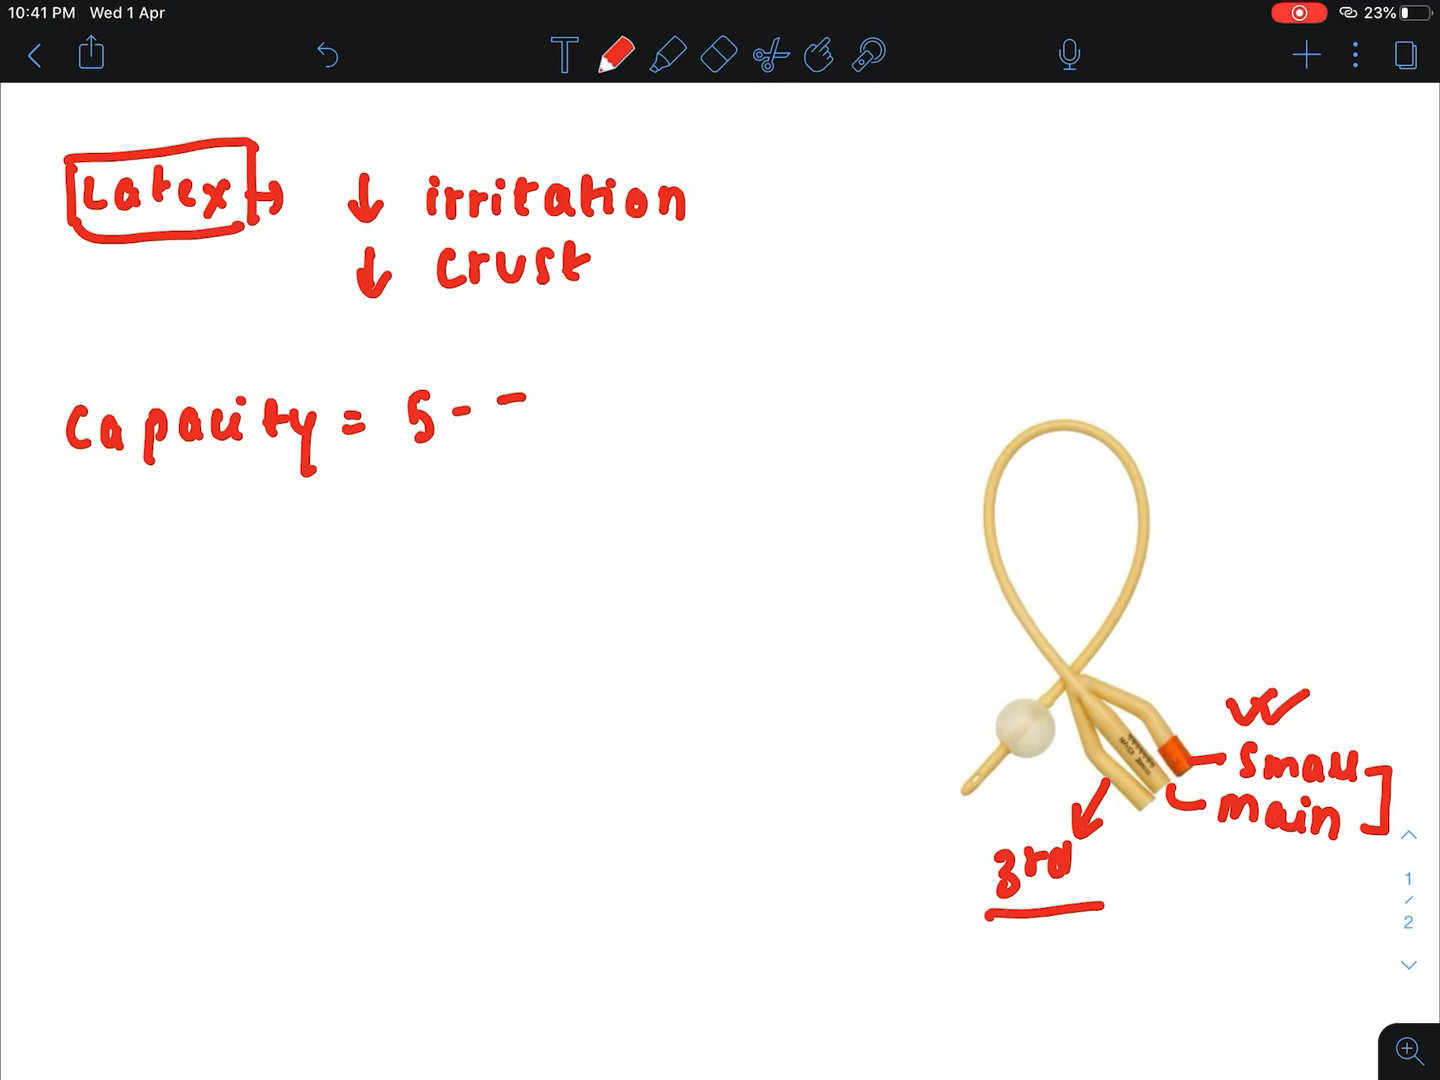 10:41 PM Wed 1 Apr
23%
Latex → ↓ irritation
↓ crust
Capacity = 5 - -
small
main
3rd
1
/
2